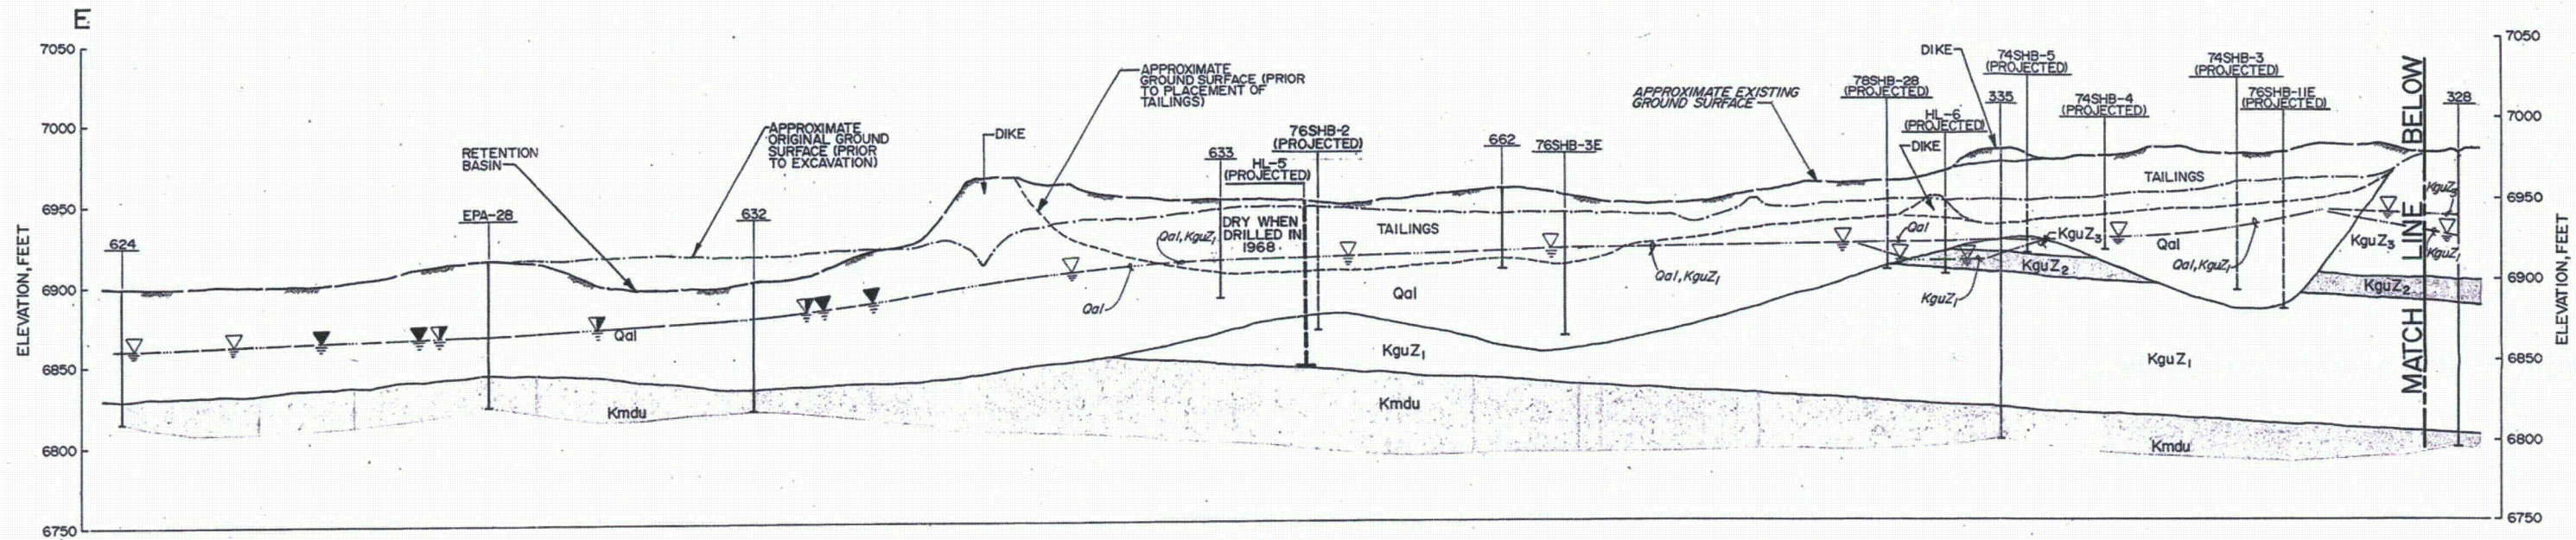 E
7050
7000
6950
6900
6850
6800
6750
ELEVATION, FEET
624
RETENTION
BASIN
EPA-28
APPROXIMATE
ORIGINAL GROUND
SURFACE (PRIOR
TO EXCAVATION)
632
Qal
Kmdu
DIKE
APPROXIMATE
GROUND SURFACE (PRIOR
TO PLACEMENT OF
TAILINGS)
Qal
Qal, KguZ1
633
HL-5
(PROJECTED)
76SHB-2
(PROJECTED)
DRY WHEN
DRILLED IN
1968
TAILINGS
Qal
KguZ1
Kmdu
662
76SHB-3E
APPROXIMATE EXISTING
GROUND SURFACE
Qal, KguZ1
78SHB-28
(PROJECTED)
HL-6
(PROJECTED)
DIKE
DIKE
335
74SHB-5
(PROJECTED)
74SHB-4
(PROJECTED)
74SHB-3
(PROJECTED)
76SHB-11E
(PROJECTED)
328
TAILINGS
Qal
KguZ3
KguZ2
KguZ1
Qal
Qal, KguZ1
KguZ3
KguZ2
KguZ1
Kmdu
KguZ3
KguZ1
MATCH LINE BELOW
7050
7000
6950
6900
6850
6800
6750
ELEVATION, FEET